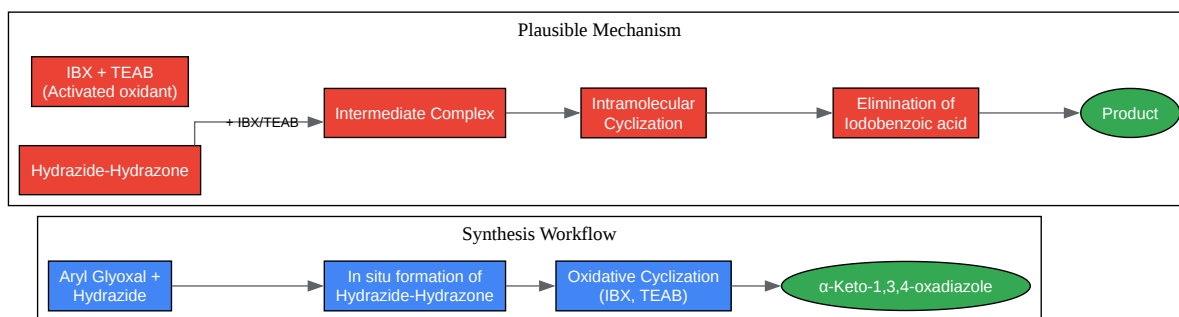 Plausible Mechanism
IBX + TEAB
(Activated oxidant)
Hydrazide-Hydrazone
+ IBX/TEAB
Intermediate Complex
Intramolecular
Cyclization
Elimination of
Iodobenzoic acid
Product
Synthesis Workflow
Aryl Glyoxal +
Hydrazide
In situ formation of
Hydrazide-Hydrazone
Oxidative Cyclization
(IBX, TEAB)
α-Keto-1,3,4-oxadiazole